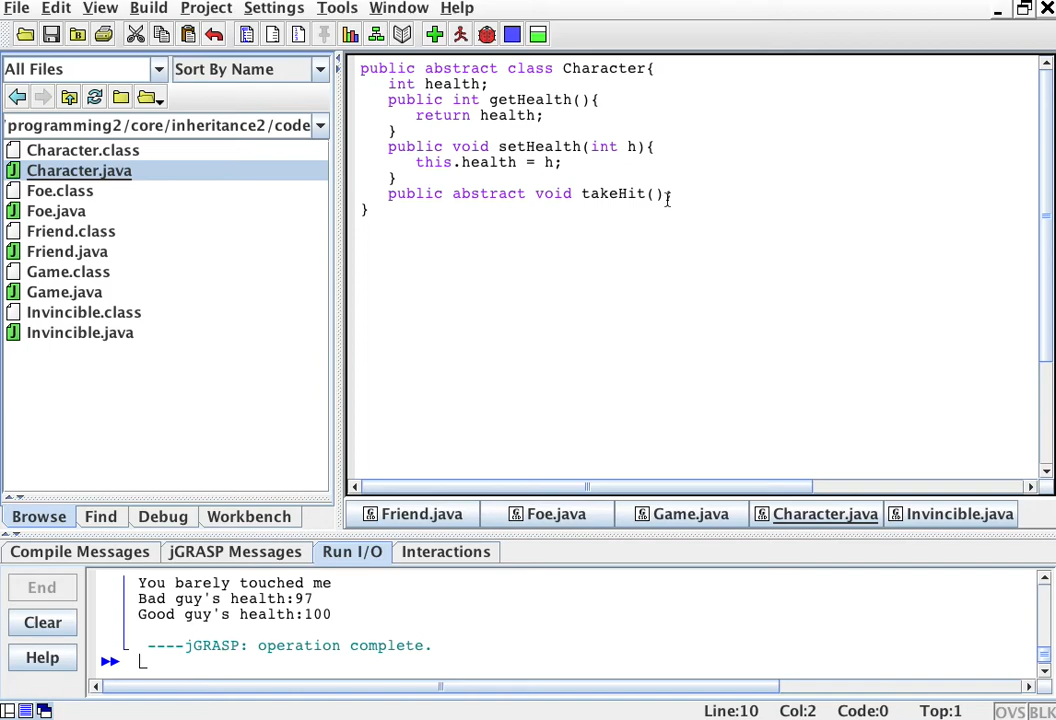 File Edit View Build Project Settings Tools Window Help
All Files Sort By Name
'programming2/core/inheritance2/code
Character.class
Character.java
Foe.class
Foe.java
Friend.class
Friend.java
Game.class
Game.java
Invincible.class
Invincible.java
Browse Find Debug Workbench
public abstract class Character{
int health;
public int getHealth(){
return health;
}
public void setHealth(int h){
this.health = h;
}
public abstract void takeHit();
}
Friend.java Foe.java Game.java Character.java Invincible.java
Compile Messages jGRASP Messages Run I/O Interactions
End
Clear
Help
You barely touched me
Bad guy's health:97
Good guy's health:100
----jGRASP: operation complete.
Line:10 Col:2 Code:0 Top:1 OVS BLK